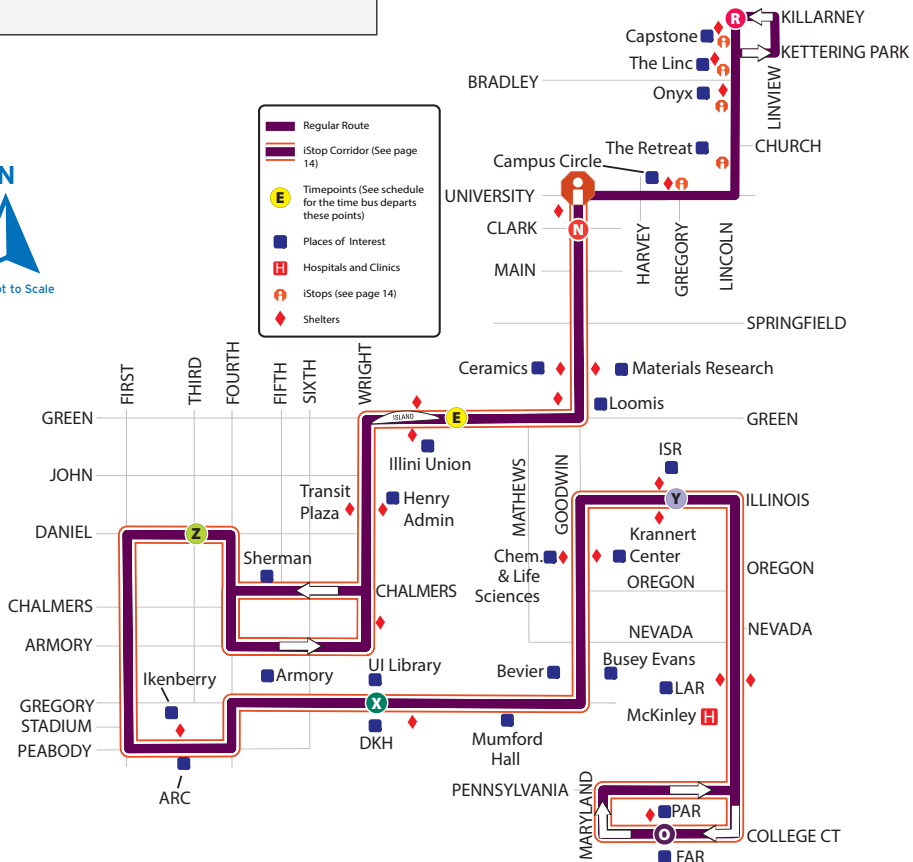 R
KILLARNEY
Capstone
KETTERING PARK
The Linc
BRADLEY
Onyx
LINVIEW
Regular Route
iStop Corridor (See page
14)
E
Timepoints (See schedule
for the time bus departs
these points)
Places of Interest
H
Hospitals and Clinics
iStops (see page 14)
Shelters
N
The Retreat
CHURCH
Campus Circle
UNIVERSITY
CLARK
N
MAIN
HARVEY
GREGORY
LINCOLN
ot to Scale
SPRINGFIELD
FIRST
THIRD
FOURTH
FIFTH
SIXTH
WRIGHT
Ceramics
Materials Research
Loomis
GREEN
ISLAND
E
GREEN
Illini Union
ISR
JOHN
MATHEWS
GOODWIN
Transit
Plaza
Henry
Admin
Y
ILLINOIS
DANIEL
Z
Krannert
Center
Sherman
Chem.
& Life
Sciences
OREGON
OREGON
CHALMERS
CHALMERS
NEVADA
NEVADA
ARMORY
Ikenberry
Armory
UI Library
Bevier
Busey Evans
LAR
GREGORY
X
McKinley
H
STADIUM
DKH
Mumford
Hall
PEABODY
ARC
PENNSYLVANIA
MARYLAND
PAR
O
COLLEGE CT
FAR